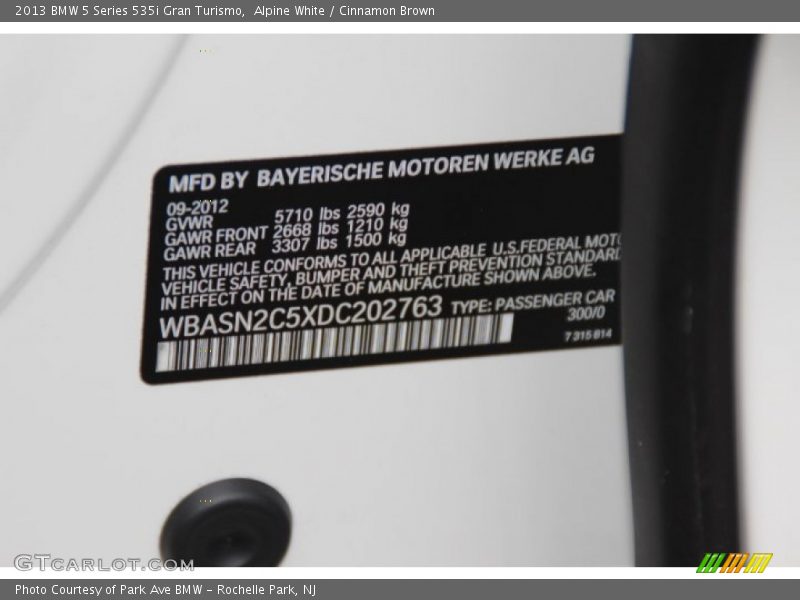 2013 BMW 5 Series 535i Gran Turismo,  Alpine White / Cinnamon Brown
MFD BY BAYERISCHE MOTOREN WERKE AG
09-2012
GVWR 5710 lbs 2590 kg
GAWR FRONT 2668 lbs 1210 kg
GAWR REAR 3307 lbs 1500 kg
THIS VEHICLE CONFORMS TO ALL APPLICABLE U.S.FEDERAL MOT
VEHICLE SAFETY, BUMPER AND THEFT PREVENTION STANDARD
IN EFFECT ON THE DATE OF MANUFACTURE SHOWN ABOVE.
WBASN2C5XDC202763 TYPE: PASSENGER CAR
300/0
7 315 814
GTCARLOT.COM
Photo Courtesy of Park Ave BMW - Rochelle Park, NJ